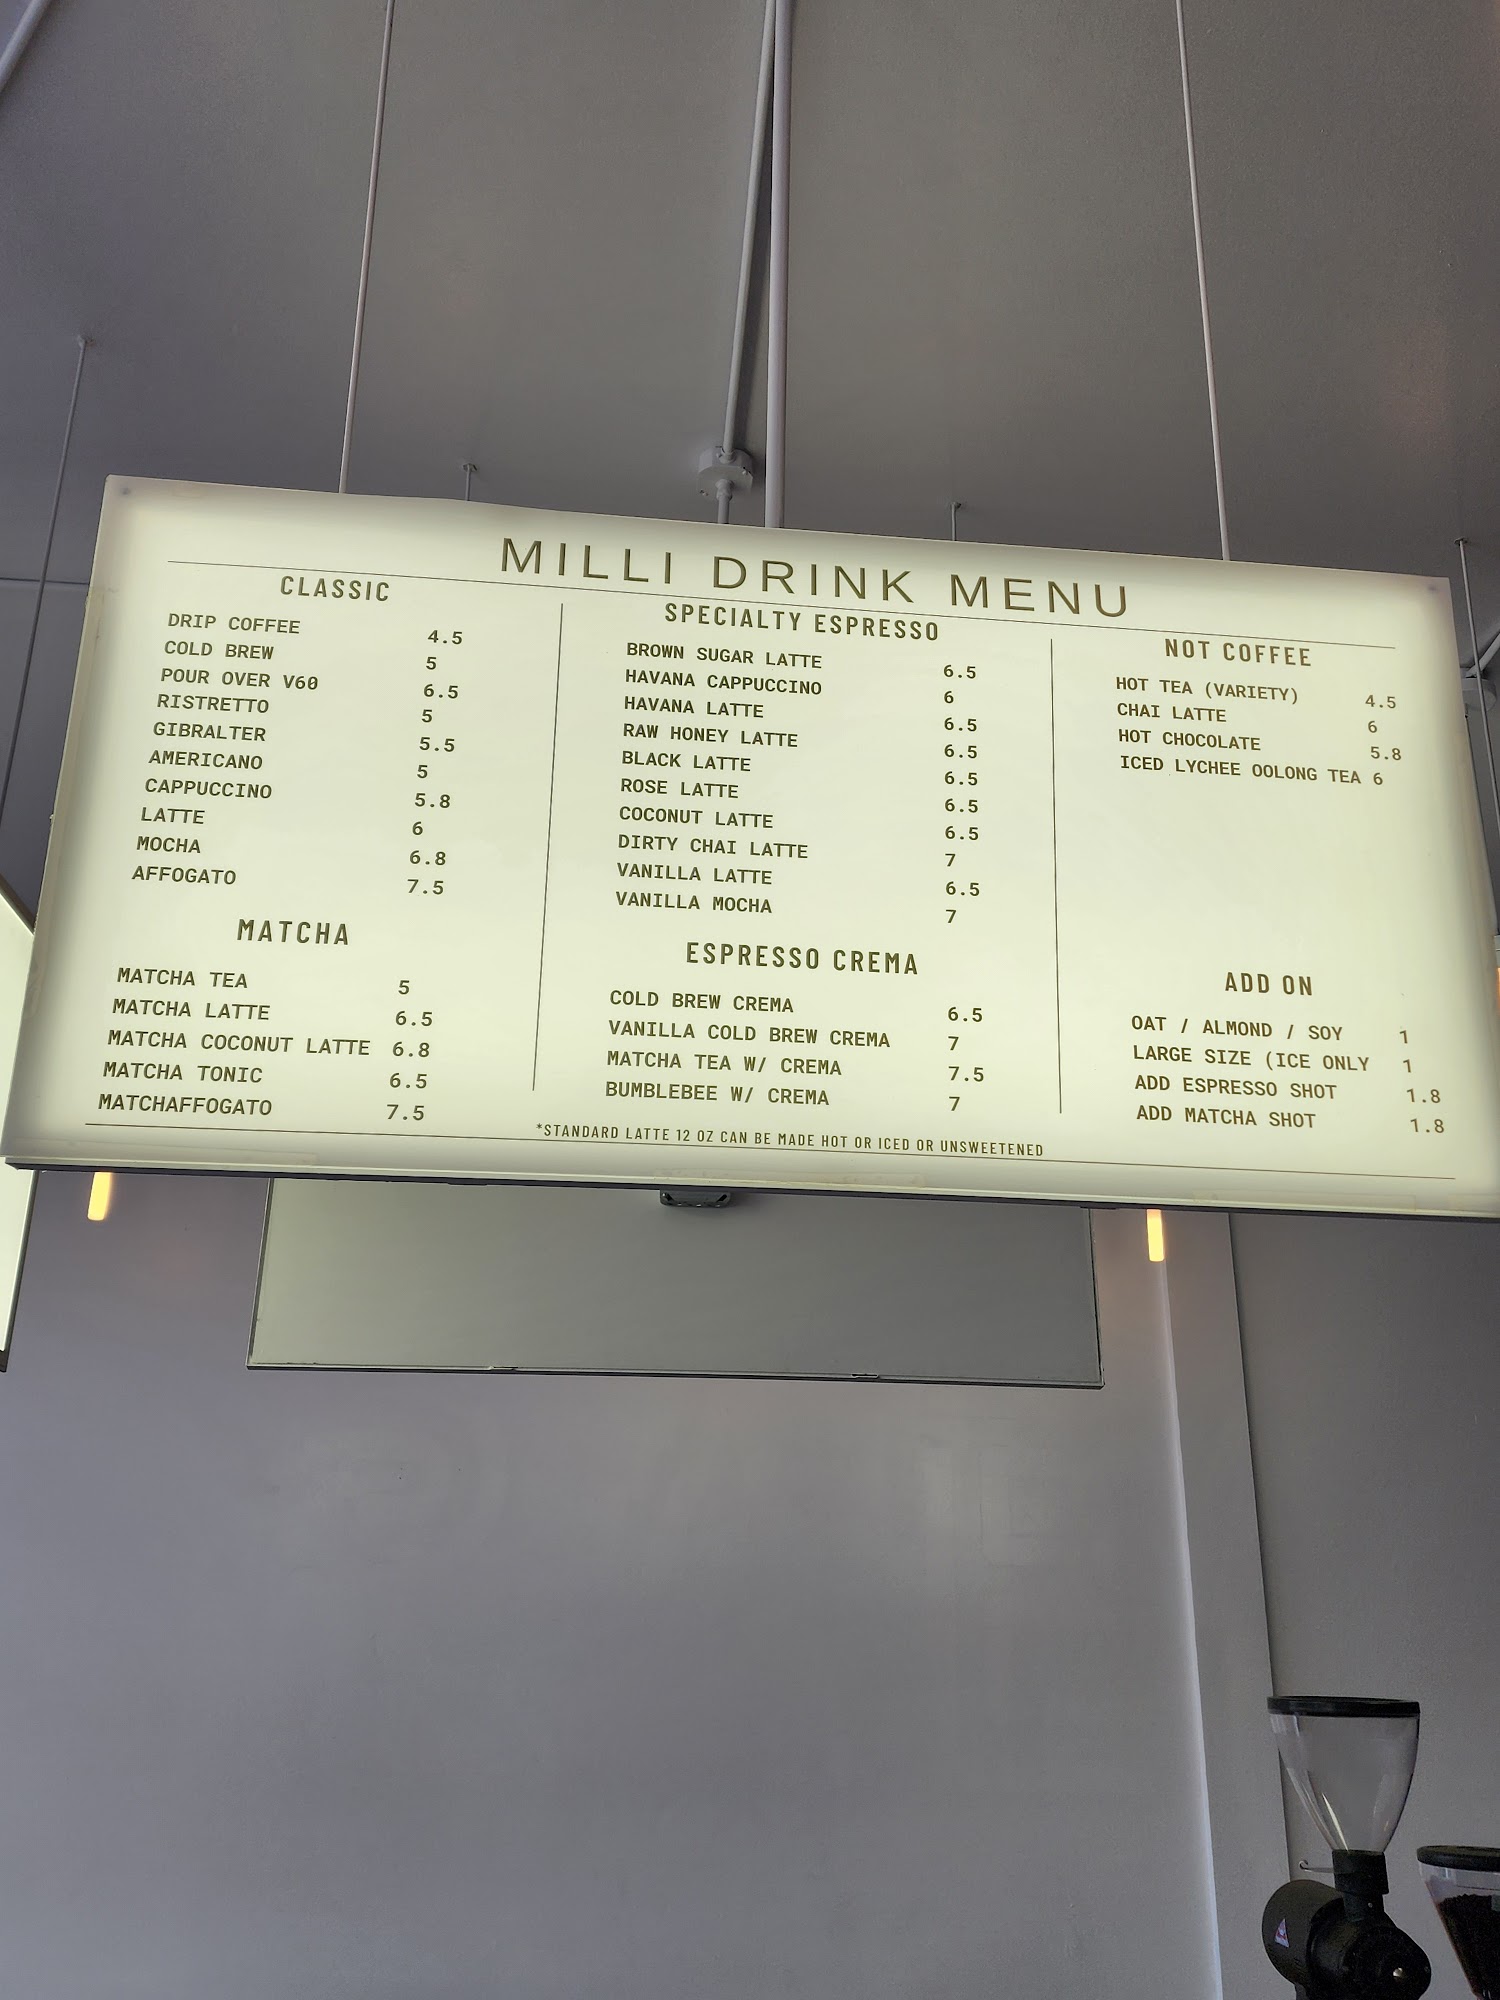 MILLI DRINK MENU
CLASSIC
DRIP COFFEE 4.5
COLD BREW 5
POUR OVER V60 6.5
RISTRETTO 5
GIBRALTER 5.5
AMERICANO 5
CAPPUCCINO 5.8
LATTE 6
MOCHA 6.8
AFFOGATO 7.5
MATCHA
MATCHA TEA 5
MATCHA LATTE 6.5
MATCHA COCONUT LATTE 6.8
MATCHA TONIC 6.5
MATCHAFFOGATO 7.5
SPECIALTY ESPRESSO
BROWN SUGAR LATTE 6.5
HAVANA CAPPUCCINO 6
HAVANA LATTE 6.5
RAW HONEY LATTE 6.5
BLACK LATTE 6.5
ROSE LATTE 6.5
COCONUT LATTE 6.5
DIRTY CHAI LATTE 7
VANILLA LATTE 6.5
VANILLA MOCHA 7
ESPRESSO CREMA
COLD BREW CREMA 6.5
VANILLA COLD BREW CREMA 7
MATCHA TEA W/ CREMA 7.5
BUMBLEBEE W/ CREMA 7
NOT COFFEE
HOT TEA (VARIETY) 4.5
CHAI LATTE 6
HOT CHOCOLATE 5.8
ICED LYCHEE OOLONG TEA 6
ADD ON
OAT / ALMOND / SOY 1
LARGE SIZE (ICE ONLY 1
ADD ESPRESSO SHOT 1.8
ADD MATCHA SHOT 1.8
*STANDARD LATTE 12 OZ CAN BE MADE HOT OR ICED OR UNSWEETENED